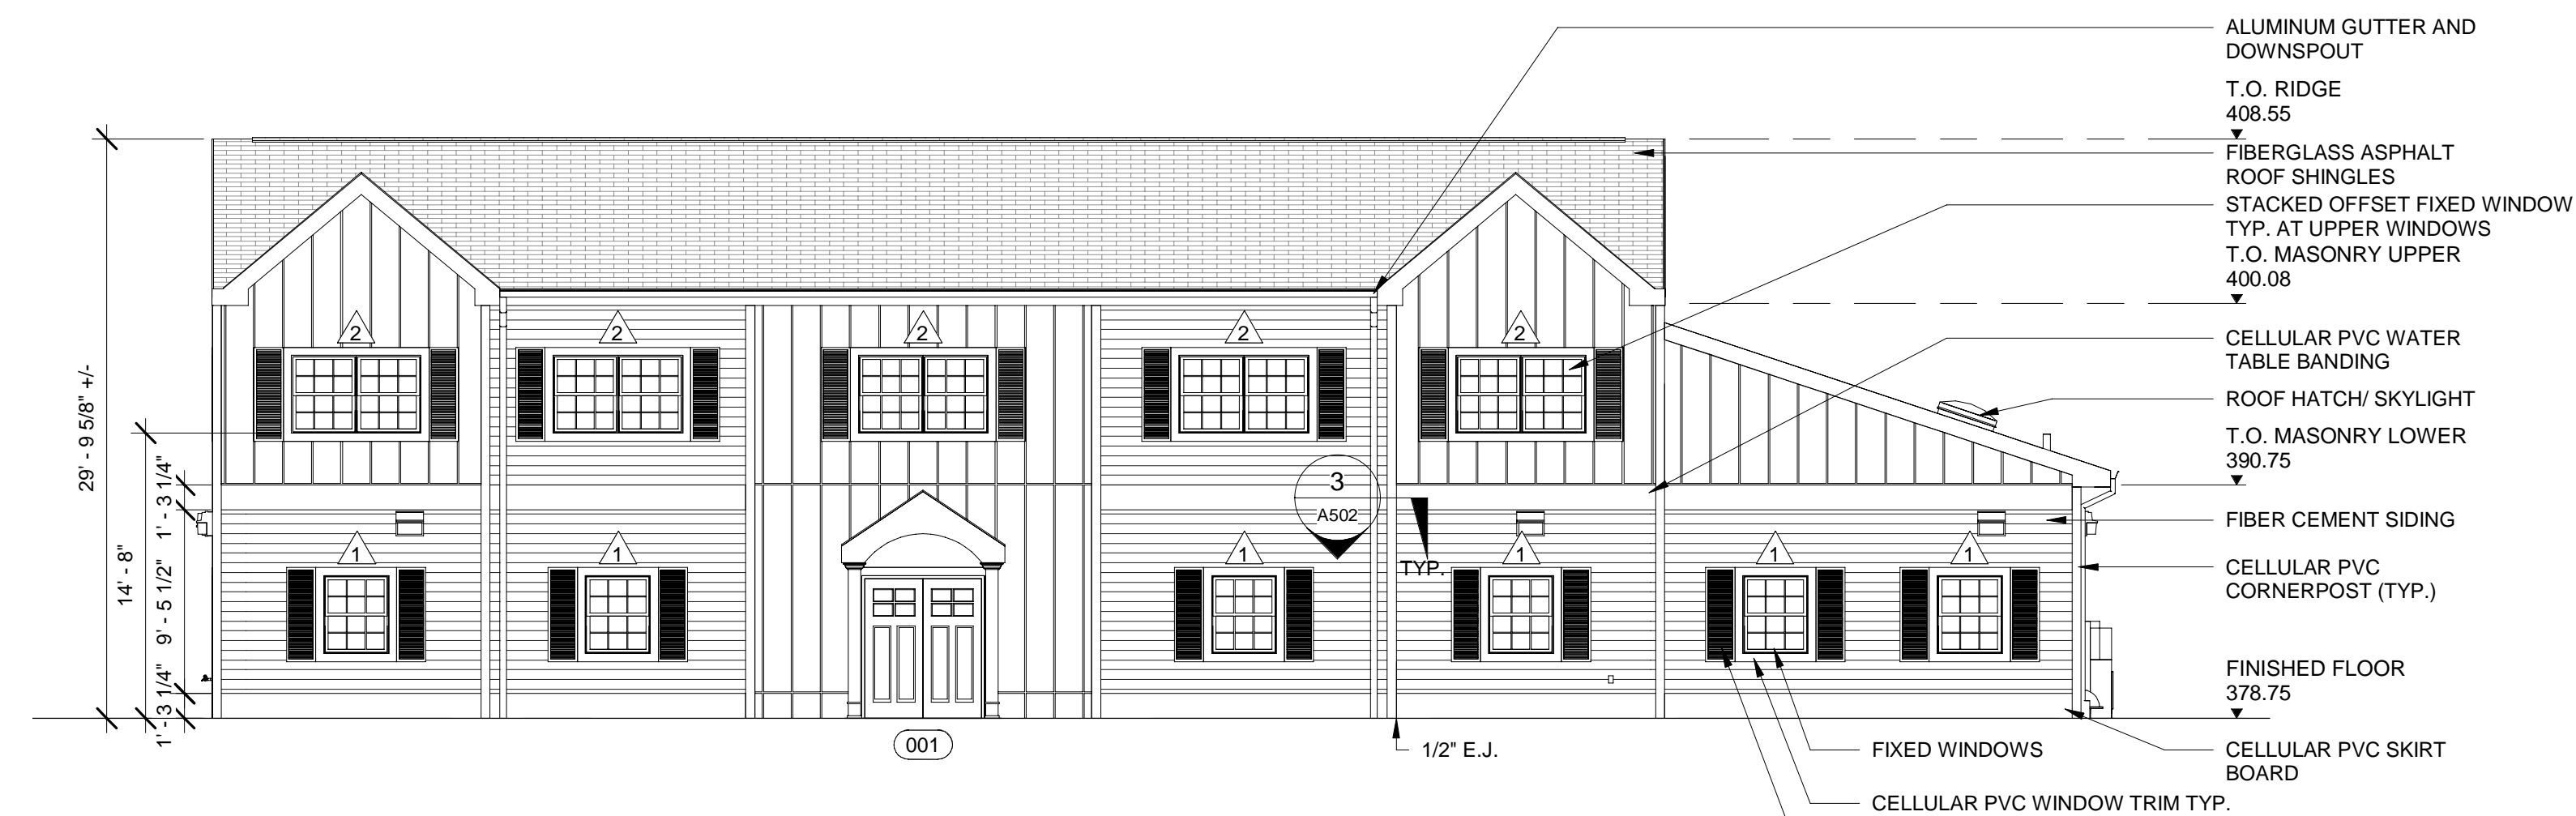 ALUMINUM GUTTER AND
DOWNSPOUT
T.O. RIDGE
408.55
FIBERGLASS ASPHALT
ROOF SHINGLES
STACKED OFFSET FIXED WINDOW
TYP. AT UPPER WINDOWS
T.O. MASONRY UPPER
400.08
CELLULAR PVC WATER
TABLE BANDING
ROOF HATCH/ SKYLIGHT
T.O. MASONRY LOWER
390.75
FIBER CEMENT SIDING
CELLULAR PVC
CORNERPOST (TYP.)
FINISHED FLOOR
378.75
CELLULAR PVC SKIRT
BOARD
29' - 9 5/8" +/-
14' - 8"
1' - 3 1/4"
9' - 5 1/2"
1' - 3 1/4"
2
2
2
2
2
3
A502
TYP.
1
1
1
1
1
1
001
1/2" E.J.
FIXED WINDOWS
CELLULAR PVC WINDOW TRIM TYP.